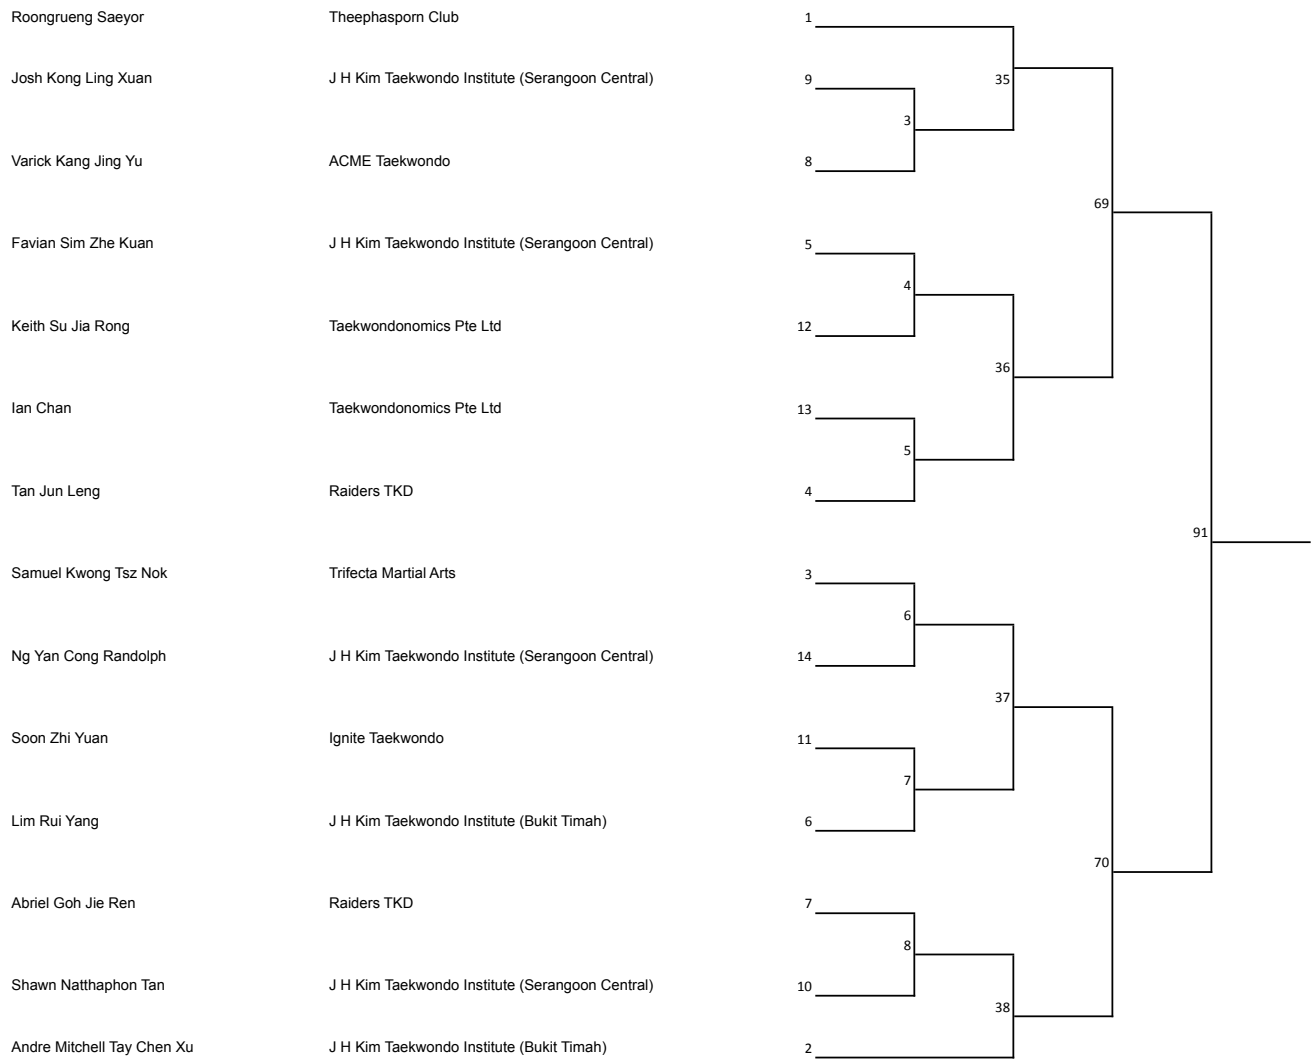 Roongrueng Saeyor Theephasporn Club 1
35
Josh Kong Ling Xuan J H Kim Taekwondo Institute (Serangoon Central) 9
3
Varick Kang Jing Yu ACME Taekwondo 8
69
Favian Sim Zhe Kuan J H Kim Taekwondo Institute (Serangoon Central) 5
4
Keith Su Jia Rong Taekwondonomics Pte Ltd 12
36
Ian Chan Taekwondonomics Pte Ltd 13
5
Tan Jun Leng Raiders TKD 4
91
Samuel Kwong Tsz Nok Trifecta Martial Arts 3
6
Ng Yan Cong Randolph J H Kim Taekwondo Institute (Serangoon Central) 14
37
Soon Zhi Yuan Ignite Taekwondo 11
7
Lim Rui Yang J H Kim Taekwondo Institute (Bukit Timah) 6
70
Abriel Goh Jie Ren Raiders TKD 7
8
Shawn Natthaphon Tan J H Kim Taekwondo Institute (Serangoon Central) 10
38
Andre Mitchell Tay Chen Xu J H Kim Taekwondo Institute (Bukit Timah) 2